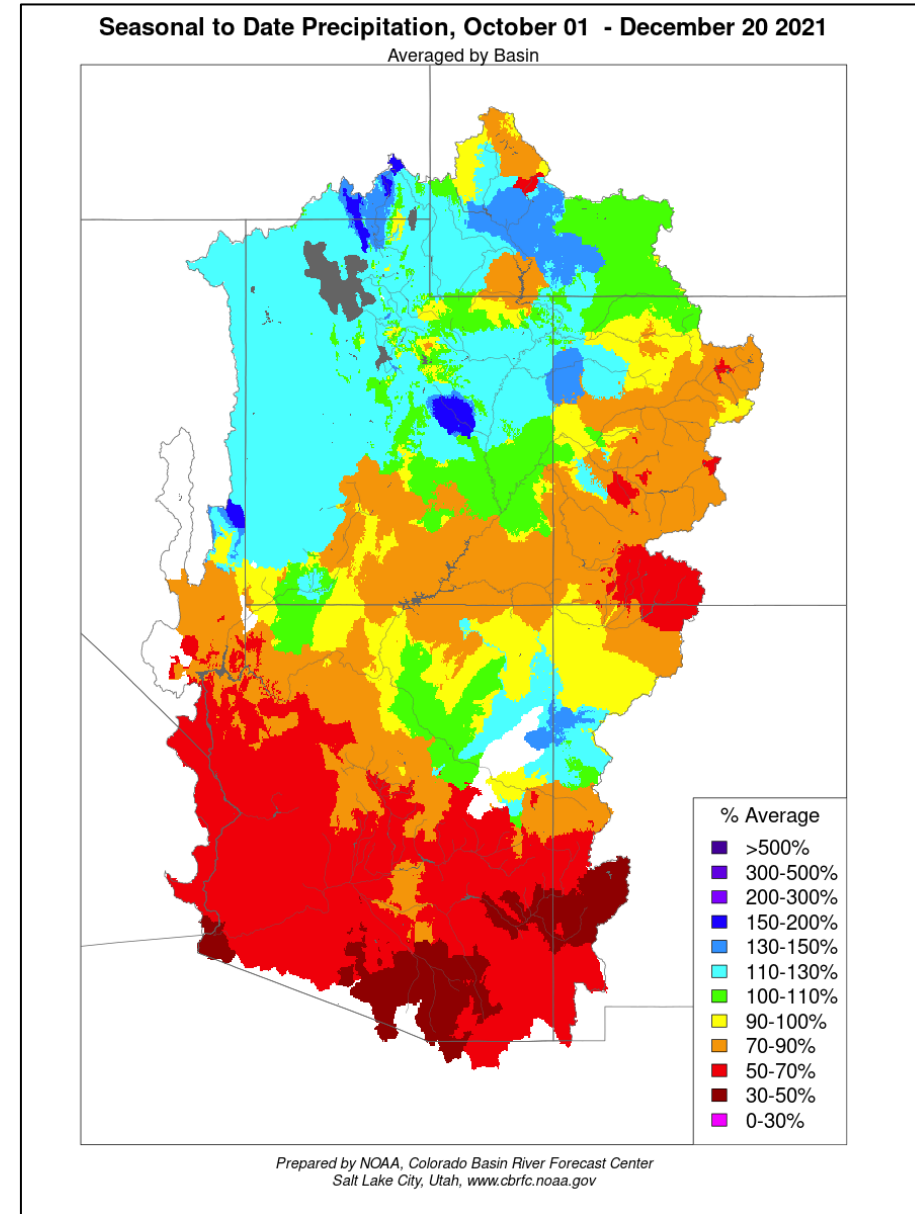 Seasonal to Date Precipitation, October 01  - December 20 2021
Averaged by Basin
% Average
>500%
300-500%
200-300%
150-200%
130-150%
110-130%
100-110%
90-100%
70-90%
50-70%
30-50%
0-30%
Prepared by NOAA, Colorado Basin River Forecast Center
Salt Lake City, Utah, www.cbrfc.noaa.gov